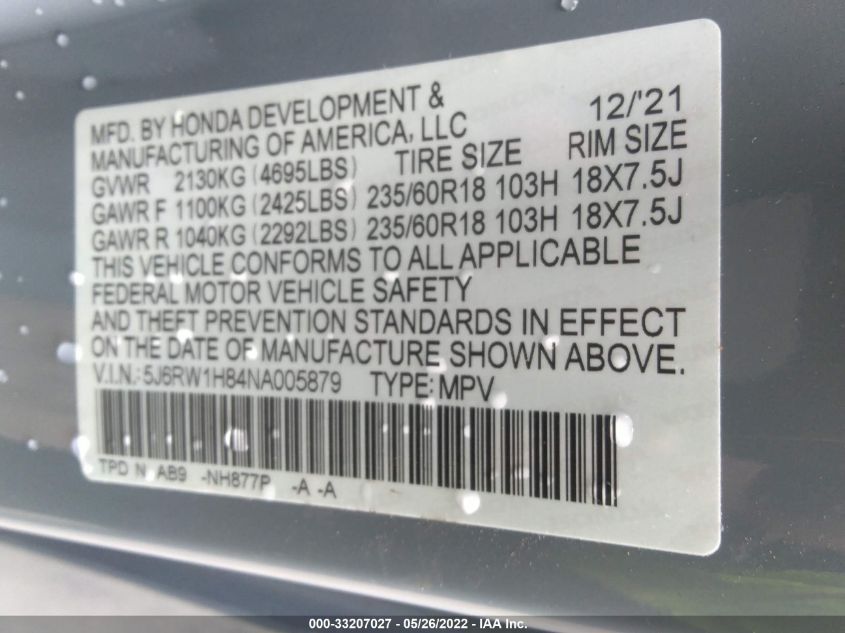 MFD. BY HONDA DEVELOPMENT & 12/'21
MANUFACTURING OF AMERICA, LLC
GVWR 2130KG (4695LBS) TIRE SIZE RIM SIZE
GAWR F 1100KG (2425LBS) 235/60R18 103H 18X7.5J
GAWR R 1040KG (2292LBS) 235/60R18 103H 18X7.5J
THIS VEHICLE CONFORMS TO ALL APPLICABLE
FEDERAL MOTOR VEHICLE SAFETY
AND THEFT PREVENTION STANDARDS IN EFFECT
ON THE DATE OF MANUFACTURE SHOWN ABOVE.
V.I.N.: 5J6RW1H84NA005879 TYPE: MPV
TPD N AB9 -NH877P -A -A
000-33207027 - 05/26/2022 - IAA Inc.